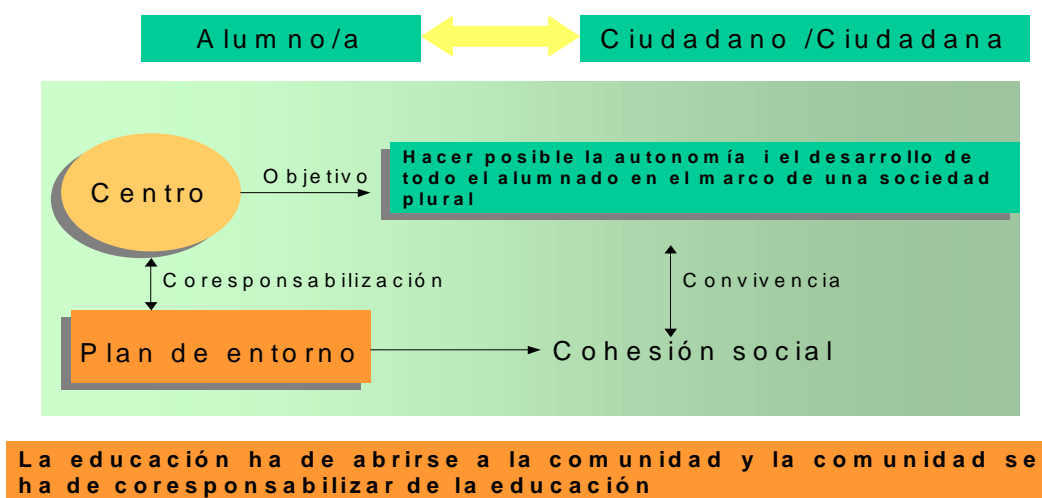 Alumno/a
Ciudadano /Ciudadana
Centro
Objetivo
Hacer posible la autonomía i el desarrollo de
todo el alumnado en el marco de una sociedad
plural
Coresponsabilización
Convivencia
Plan de entorno
Cohesión social
La educación ha de abrirse a la comunidad y la comunidad se
ha de coresponsabilizar de la educación